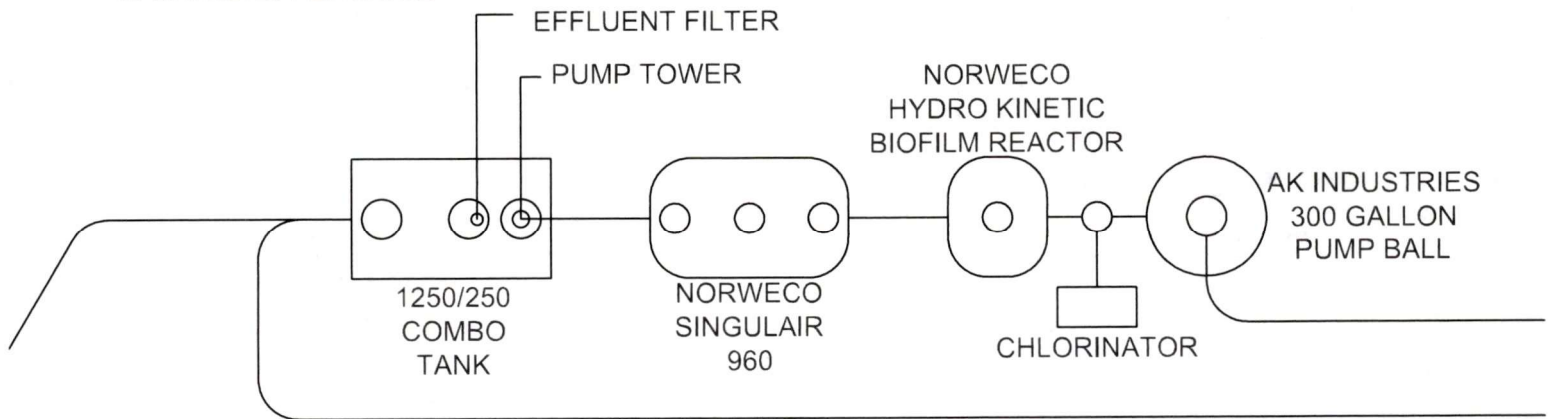 EFFLUENT FILTER
PUMP TOWER
NORWECO
HYDRO KINETIC
BIOFILM REACTOR
AK INDUSTRIES
300 GALLON
PUMP BALL
1250/250
COMBO
TANK
NORWECO
SINGULAIR
960
CHLORINATOR